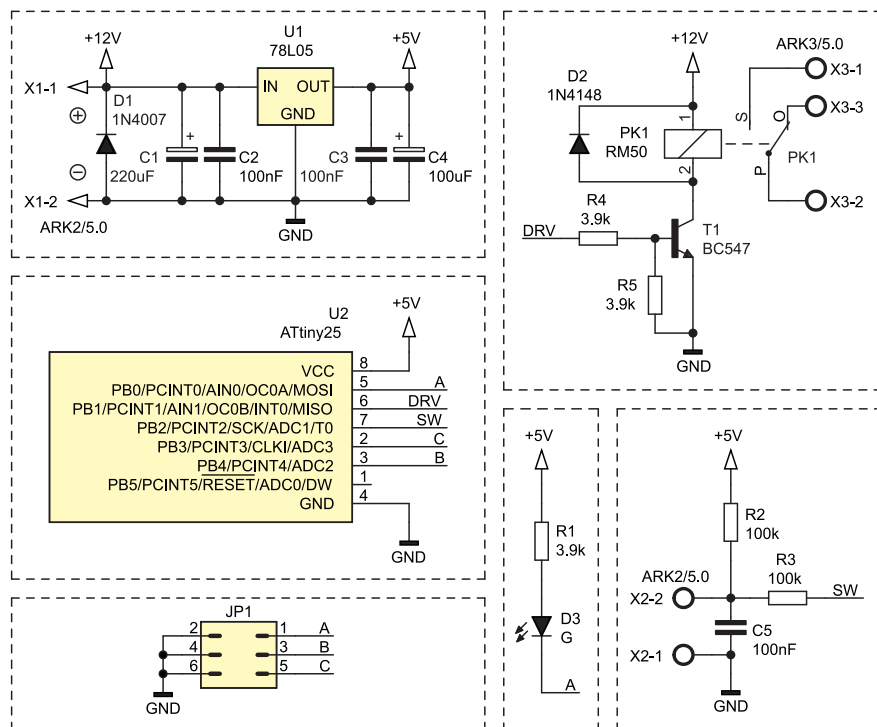 +12V
U1
78L05
+5V
X1-1
IN OUT
GND
D1
1N4007
+
+
C1
220uF
C2
100nF
C3
100nF
C4
100uF
X1-2
ARK2/5.0
GND
+12V
ARK3/5.0
D2
1N4148
X3-1
S
O
X3-3
1
PK1
RM50
2
PK1
P
X3-2
R4
3.9k
DRV
T1
BC547
R5
3.9k
GND
U2
ATtiny25
+5V
VCC 8
PB0/PCINT0/AIN0/OC0A/MOSI 5 A
PB1/PCINT1/AIN1/OC0B/INT0/MISO 6 DRV
PB2/PCINT2/SCK/ADC1/T0 7 SW
PB3/PCINT3/CLKI/ADC3 2 C
PB4/PCINT4/ADC2 3 B
PB5/PCINT5/RESET/ADC0/DW 1
GND 4
GND
JP1
2 1 A
4 3 B
6 5 C
GND
+5V
R1
3.9k
D3
G
A
+5V
R2
100k
ARK2/5.0
R3
100k
SW
X2-2
C5
100nF
X2-1
GND